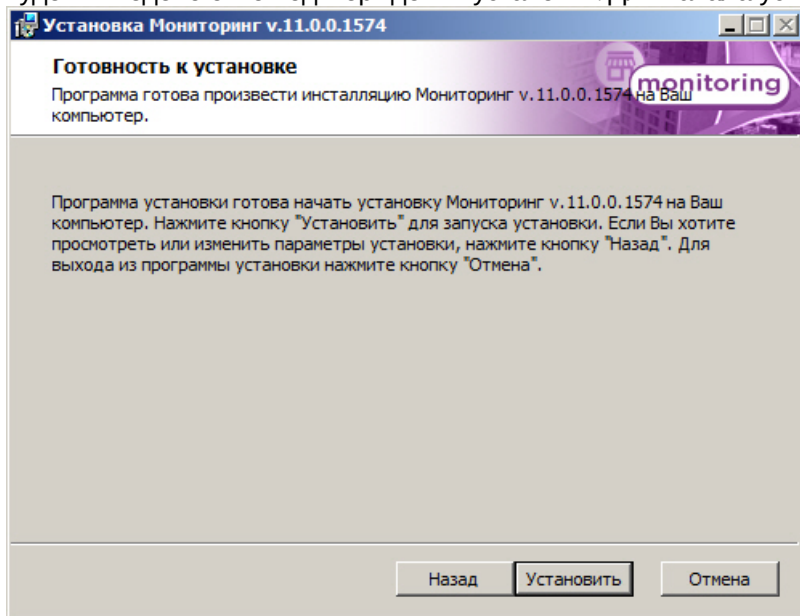 Установка Мониторинг v.11.0.0.1574
Готовность к установке
Программа готова произвести инсталляцию Мониторинг v.11.0.0.1574 на Ваш
компьютер.
monitoring
Программа установки готова начать установку Мониторинг v.11.0.0.1574 на Ваш
компьютер. Нажмите кнопку "Установить" для запуска установки. Если Вы хотите
просмотреть или изменить параметры установки, нажмите кнопку "Назад". Для
выхода из программы установки нажмите кнопку "Отмена".
Назад
Установить
Отмена